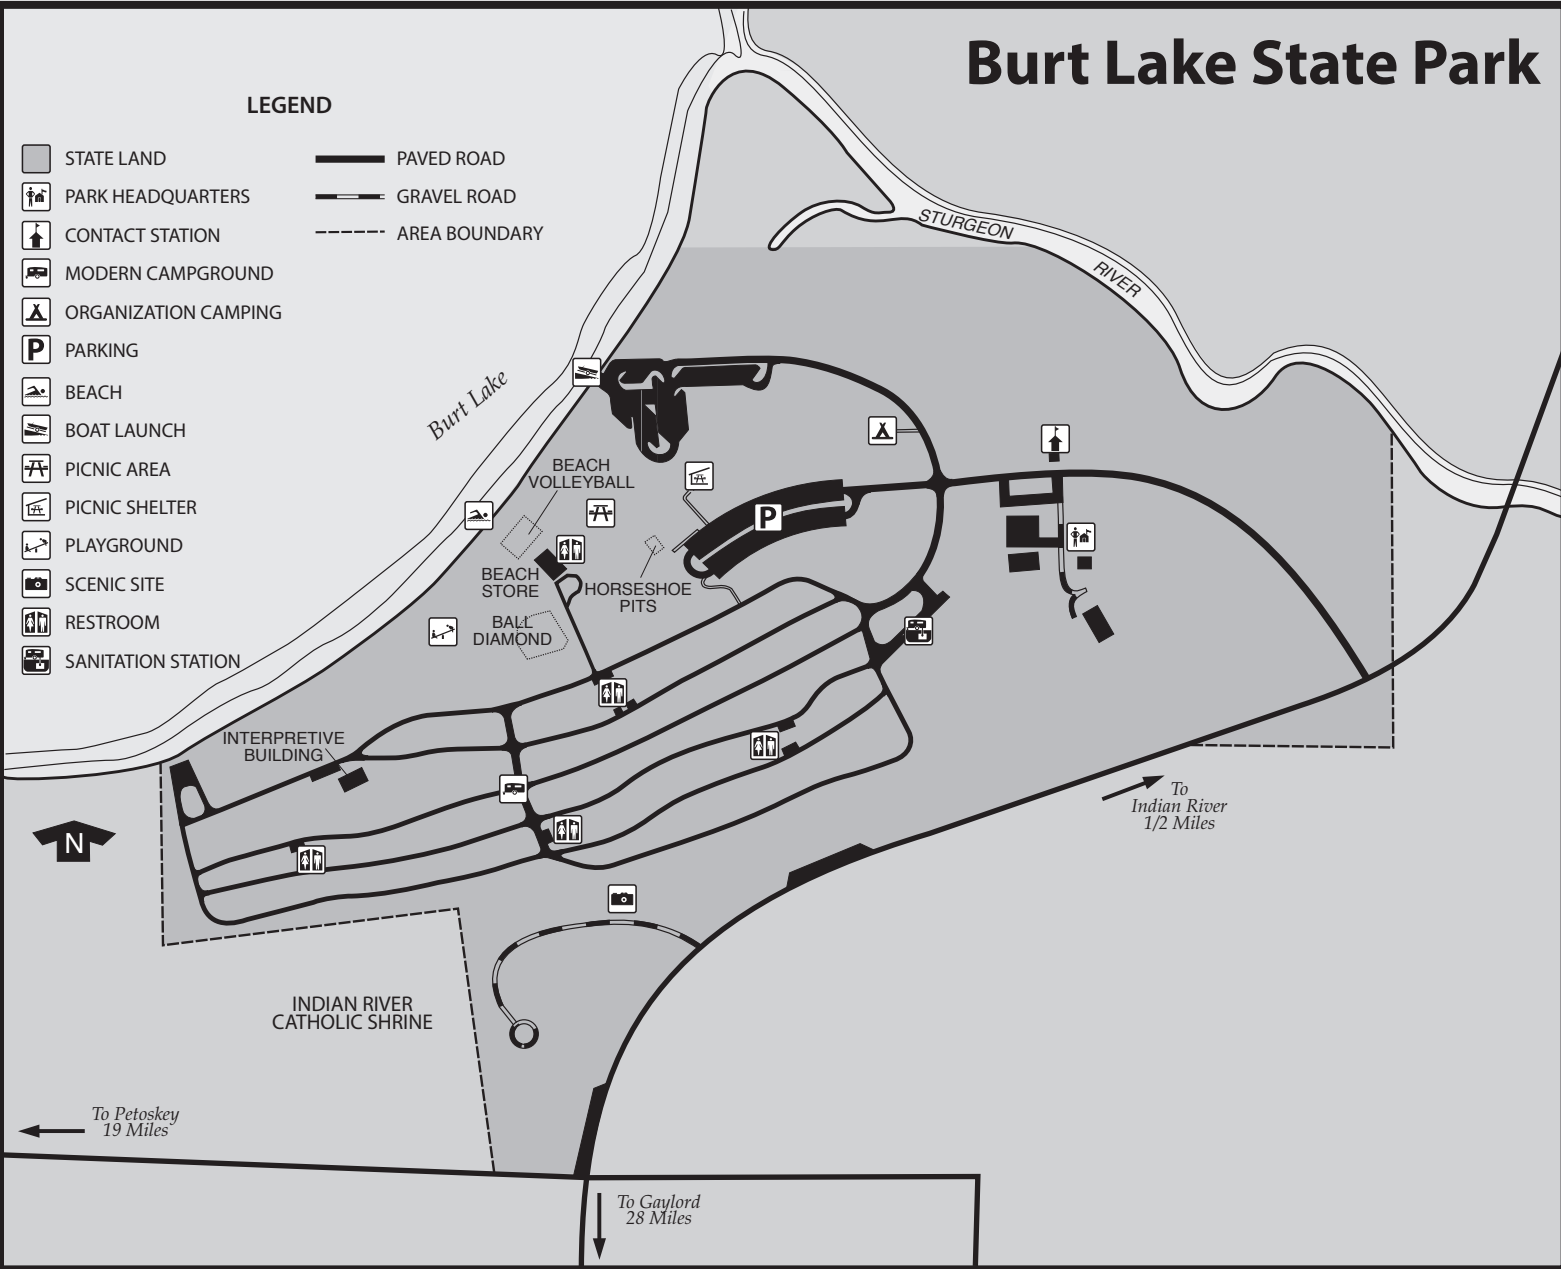 Burt Lake State Park
LEGEND
STATE LAND
PARK HEADQUARTERS
CONTACT STATION
MODERN CAMPGROUND
ORGANIZATION CAMPING
P
PARKING
BEACH
BOAT LAUNCH
PICNIC AREA
PICNIC SHELTER
PLAYGROUND
SCENIC SITE
RESTROOM
SANITATION STATION
PAVED ROAD
GRAVEL ROAD
AREA BOUNDARY
STURGEON
RIVER
Burt Lake
BEACH
VOLLEYBALL
P
BEACH
STORE
HORSESHOE
PITS
BALL
DIAMOND
INTERPRETIVE
BUILDING
N
To
Indian River
1/2 Miles
INDIAN RIVER
CATHOLIC SHRINE
To Petoskey
19 Miles
To Gaylord
28 Miles